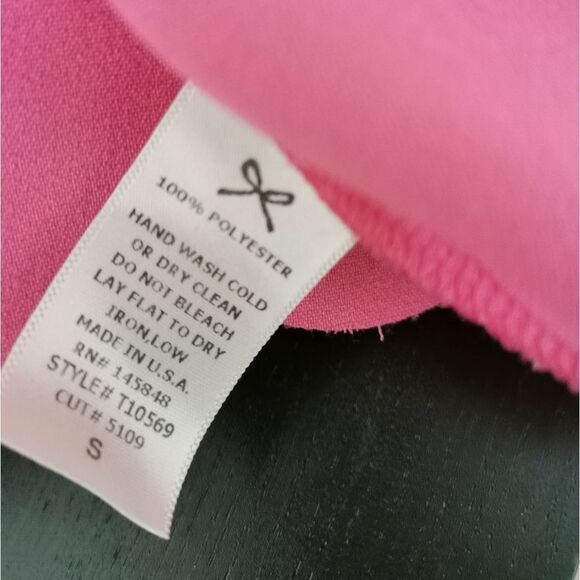 100% POLYESTER
HAND WASH COLD
OR DRY CLEAN
DO NOT BLEACH
LAY FLAT TO DRY
IRON,LOW
MADE IN U.S.A.
RN# 145848
STYLE# T10569
CUT# 5109
S